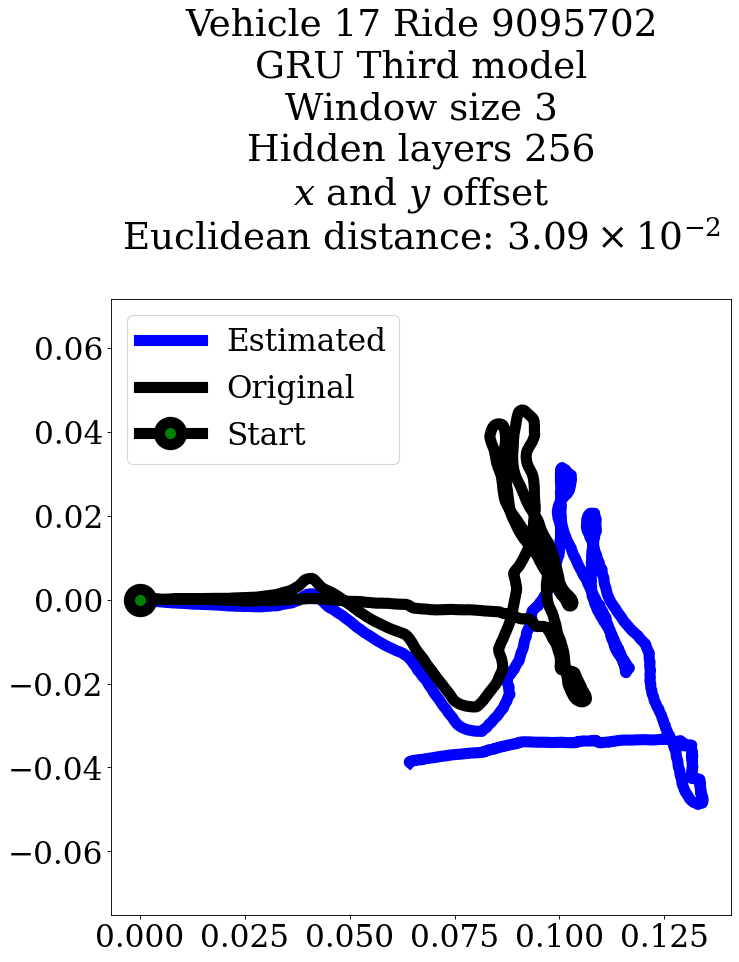 Vehicle 17 Ride 9095702
GRU Third model
Window size 3
Hidden layers 256
x and y offset
Euclidean distance: 3.09 × 10⁻²
Estimated
Original
Start
0.06
0.04
0.02
0.00
−0.02
−0.04
−0.06
0.000 0.025 0.050 0.075 0.100 0.125